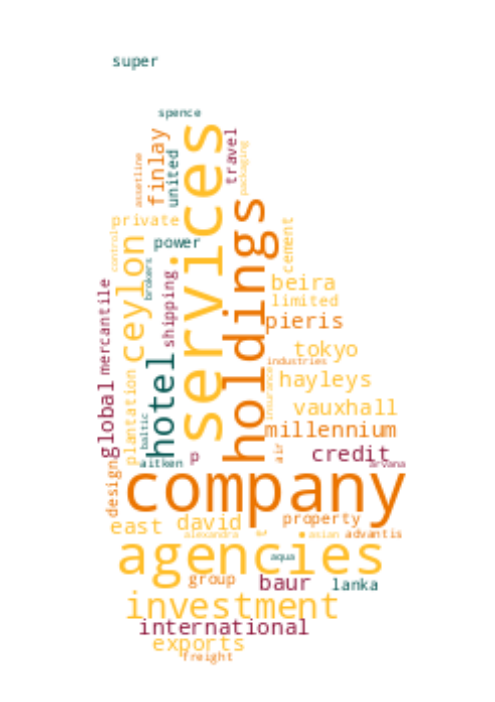 super
spence
services
travel
packaging
finlay
united
assetline
private
control
power
ceylon
brokers
shipping
holdings
cement
beira
limited
pieris
mercantile
tokyo
industries
hayleys
insurance
plantation
hotel
global
baltic
vauxhall
millennium
air
credit
arvana
aitken
p
design
company
east
david
alexandra
property
asian
advantis
agencies
aqua
group
baur
lanka
investment
international
exports
freight